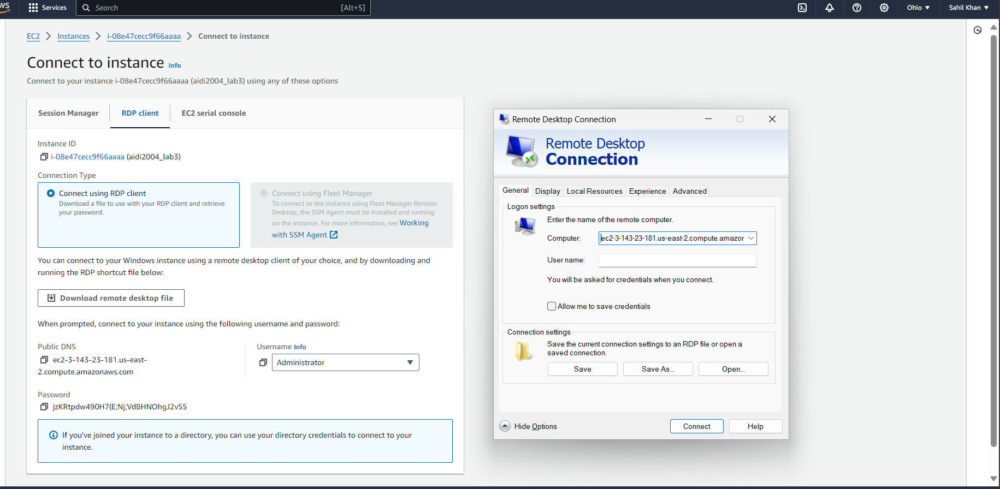 WS
Services
Search
[Alt+S]
Ohio
Sahil Khan
EC2
Instances
i-08e47cecc9f66aaaa
Connect to instance
Connect to instance
Info
Connect to your instance i-08e47cecc9f66aaaa (aidi2004_lab3) using any of these options
Session Manager
RDP client
EC2 serial console
Instance ID
i-08e47cecc9f66aaaa (aidi2004_lab3)
Connection Type
Connect using RDP client
Download a file to use with your RDP client and retrieve
your password.
Connect using Fleet Manager
To connect to the instance using Fleet Manager Remote
Desktop, the SSM Agent must be installed and running
on the instance. For more information, see Working
with SSM Agent
You can connect to your Windows instance using a remote desktop client of your choice, and by downloading and
running the RDP shortcut file below:
Download remote desktop file
When prompted, connect to your instance using the following username and password:
Public DNS
ec2-3-143-23-181.us-east-
2.compute.amazonaws.com
Username Info
Administrator
Password
jzKRtpdw490H7(E;Nj;VdBHNOhgJ2vSS
If you've joined your instance to a directory, you can use your directory credentials to connect to your
instance.
Remote Desktop Connection
Remote Desktop
Connection
General
Display
Local Resources
Experience
Advanced
Logon settings
Enter the name of the remote computer.
Computer:
ec2-3-143-23-181.us-east-2.compute.amazor
User name:
You will be asked for credentials when you connect.
Allow me to save credentials
Connection settings
Save the current connection settings to an RDP file or open a
saved connection.
Save
Save As...
Open...
Hide Options
Connect
Help